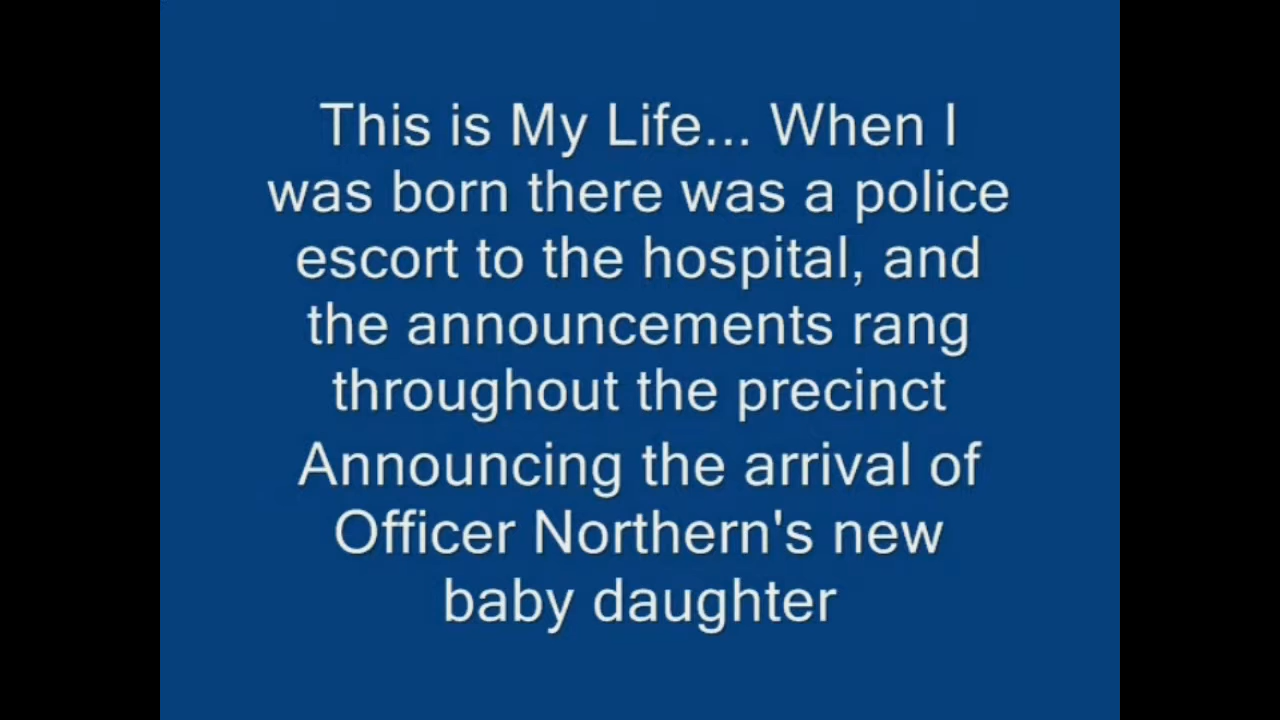 This is My Life... When I
was born there was a police
escort to the hospital, and
the announcements rang
throughout the precinct
Announcing the arrival of
Officer Northern's new
baby daughter